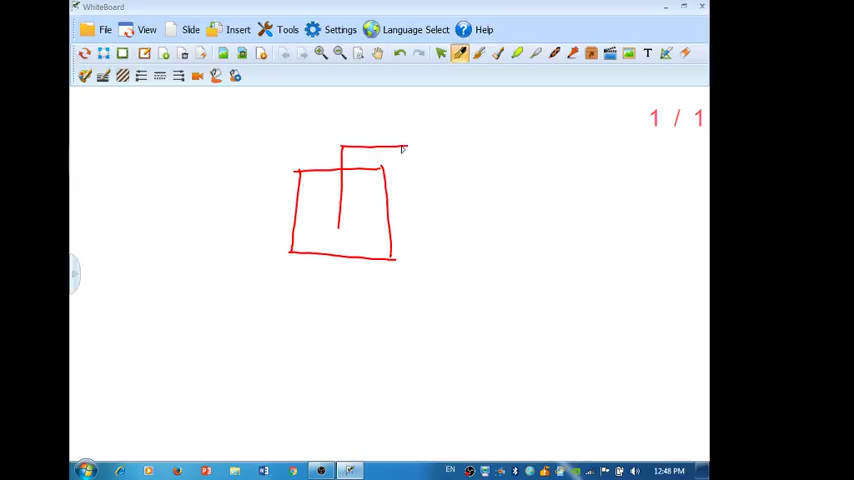 WhiteBoard
File View Slide Insert Tools Settings Language Select Help
1 / 1
EN 12:48 PM